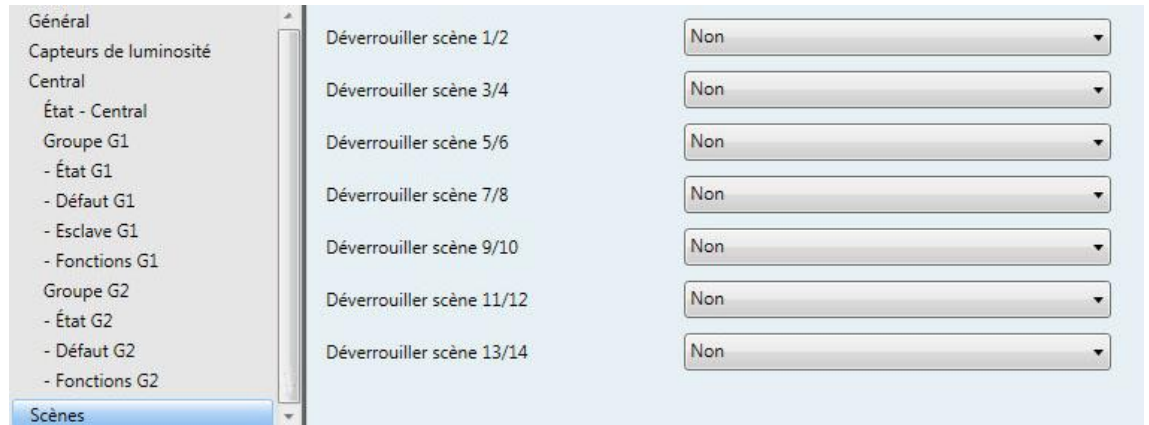 Général
Capteurs de luminosité
Central
État - Central
Groupe G1
- État G1
- Défaut G1
- Esclave G1
- Fonctions G1
Groupe G2
- État G2
- Défaut G2
- Fonctions G2
Scènes
Déverrouiller scène 1/2 Non
Déverrouiller scène 3/4 Non
Déverrouiller scène 5/6 Non
Déverrouiller scène 7/8 Non
Déverrouiller scène 9/10 Non
Déverrouiller scène 11/12 Non
Déverrouiller scène 13/14 Non